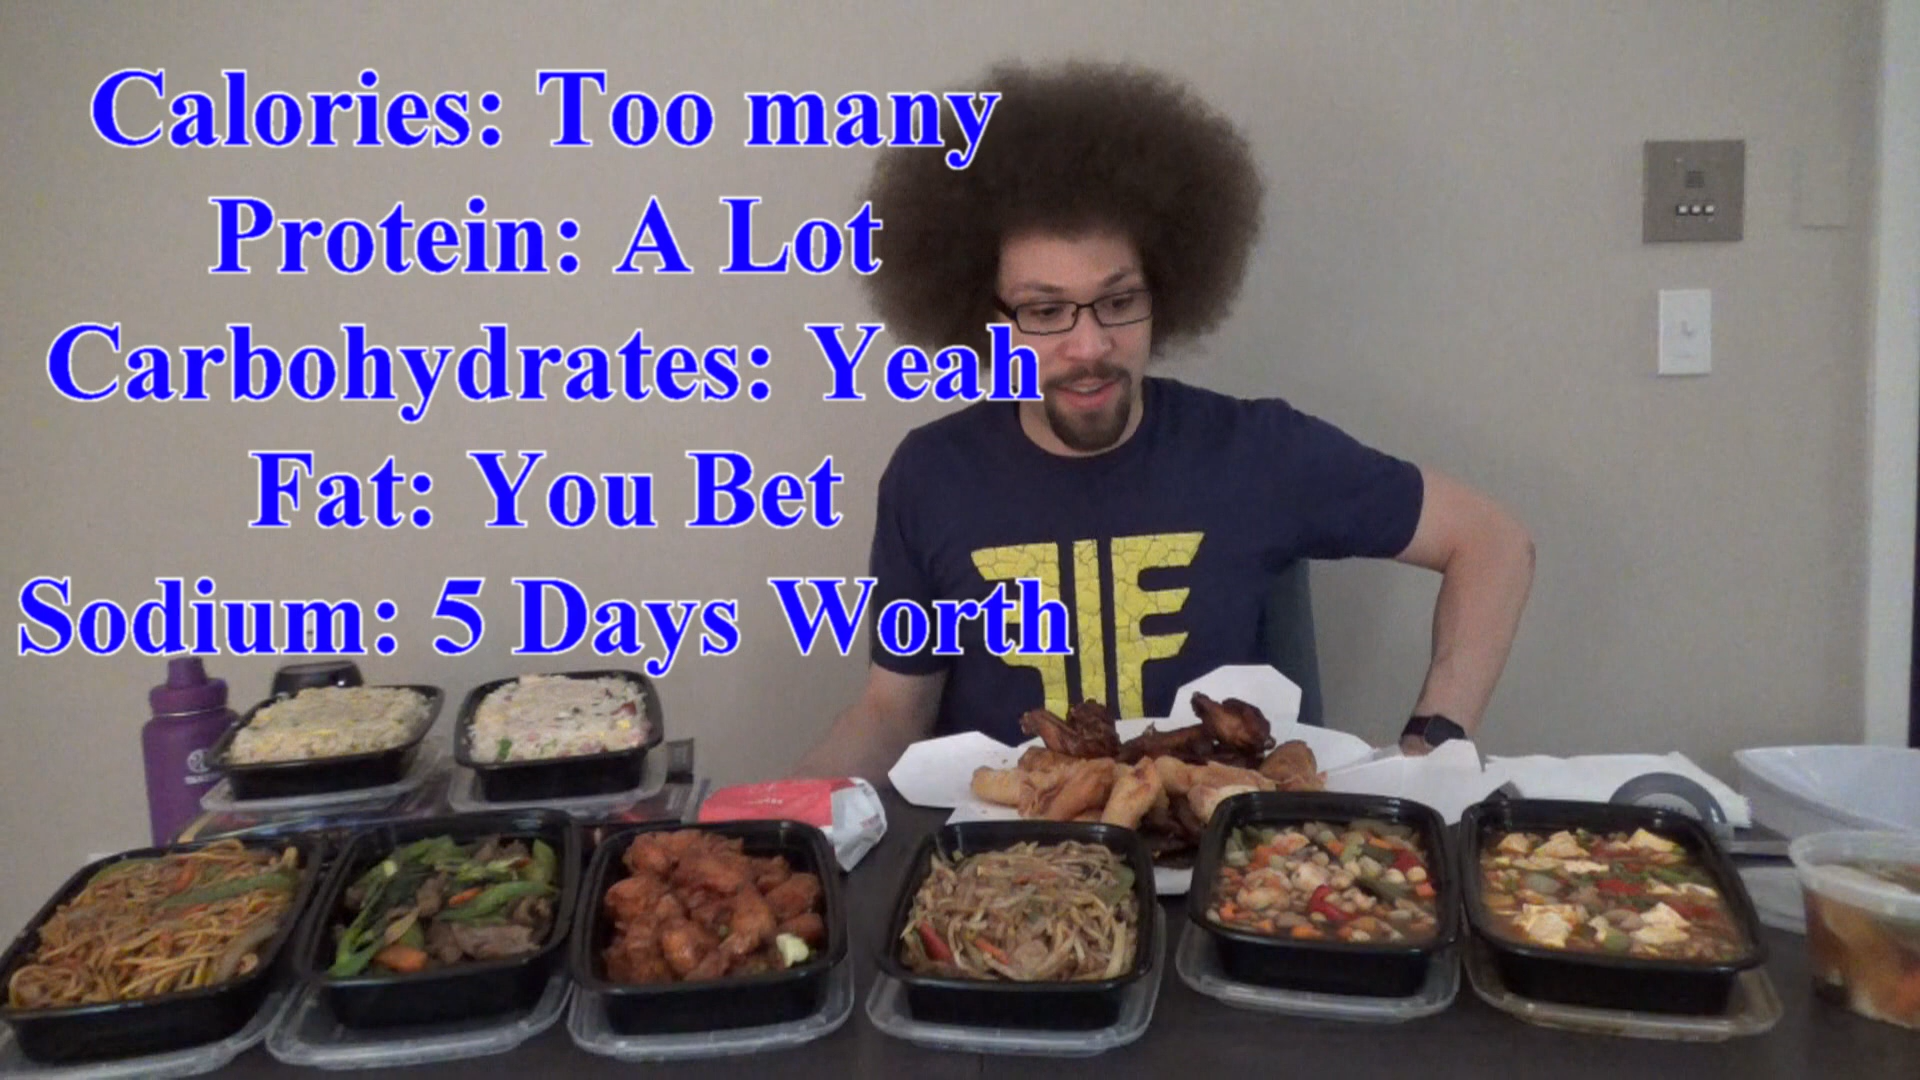 Calories: Too many
Protein: A Lot
Carbohydrates: Yeah
Fat: You Bet
Sodium: 5 Days Worth